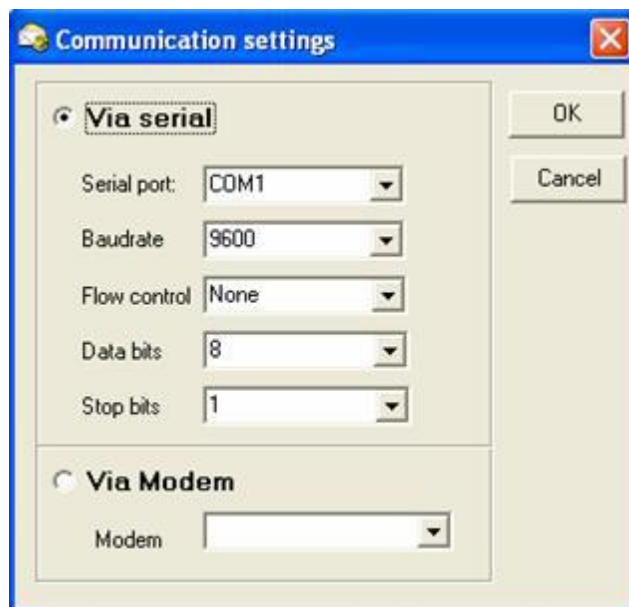 Communication settings
Via serial
OK
Serial port: COM1
Cancel
Baudrate 9600
Flow control None
Data bits 8
Stop bits 1
Via Modem
Modem